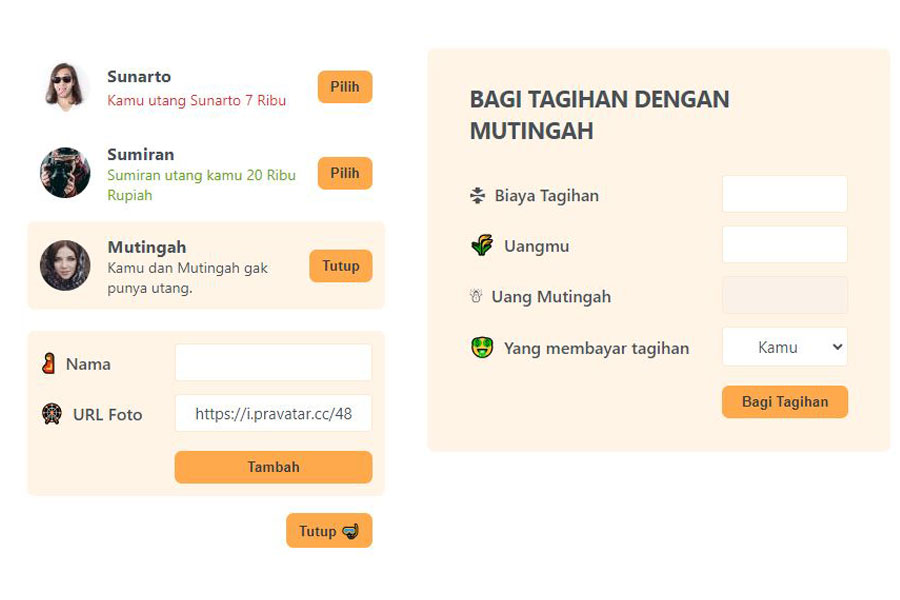 Sunarto
Kamu utang Sunarto 7 Ribu
Pilih
Sumiran
Sumiran utang kamu 20 Ribu
Rupiah
Pilih
Mutingah
Kamu dan Mutingah gak
punya utang.
Tutup
Nama
URL Foto
https://i.pravatar.cc/48
Tambah
Tutup
BAGI TAGIHAN DENGAN
MUTINGAH
Biaya Tagihan
Uangmu
Uang Mutingah
Yang membayar tagihan
Kamu
Bagi Tagihan